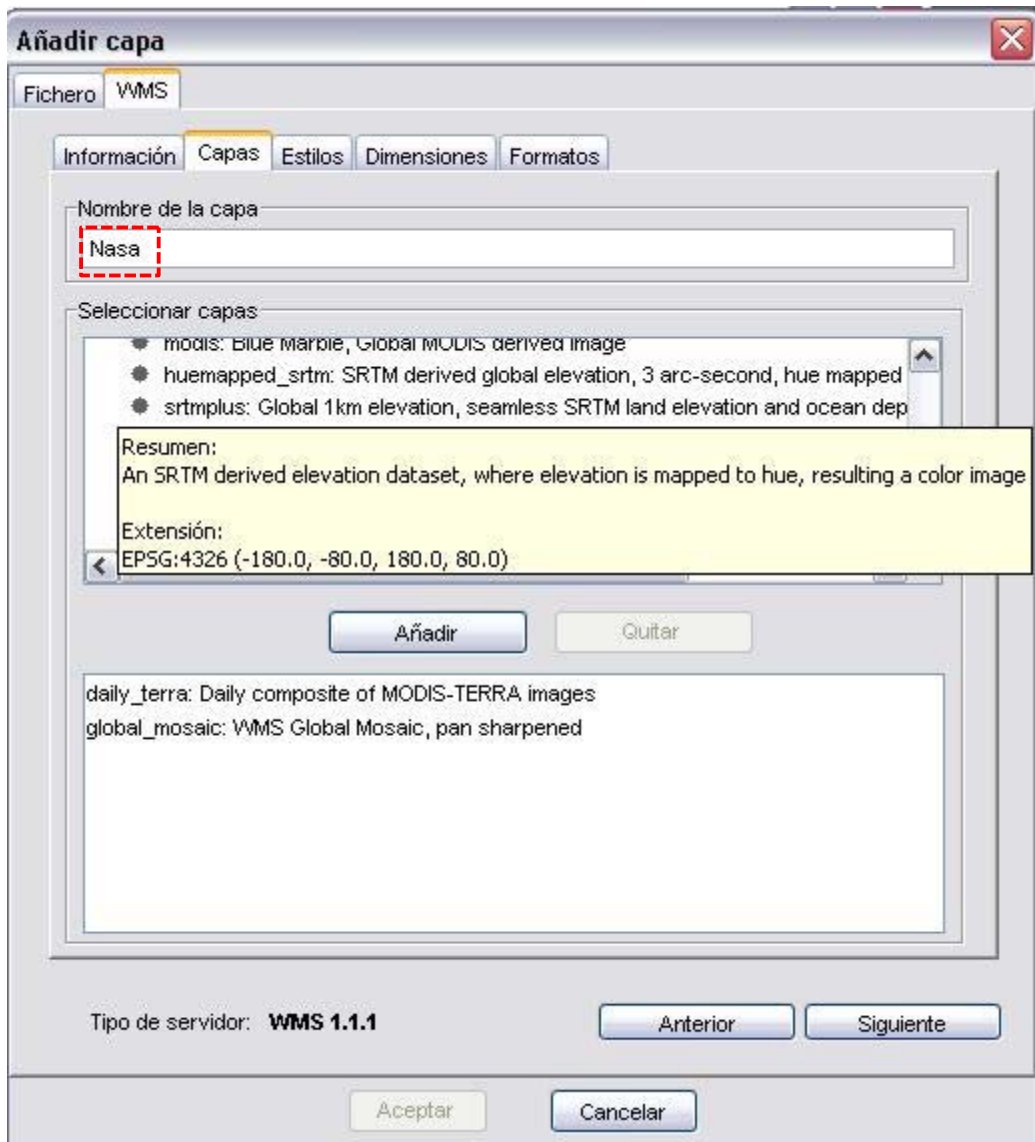 Añadir capa
Fichero WMS
Información Capas Estilos Dimensiones Formatos
Nombre de la capa
Nasa
Seleccionar capas
modis: Blue Marble, Global MODIS derived image
huemapped_srtm: SRTM derived global elevation, 3 arc-second, hue mapped
srtmplus: Global 1km elevation, seamless SRTM land elevation and ocean dep
Resumen:
An SRTM derived elevation dataset, where elevation is mapped to hue, resulting a color image
Extensión:
EPSG:4326 (-180.0, -80.0, 180.0, 80.0)
Añadir Quitar
daily_terra: Daily composite of MODIS-TERRA images
global_mosaic: WMS Global Mosaic, pan sharpened
Tipo de servidor: WMS 1.1.1 Anterior Siguiente
Aceptar Cancelar